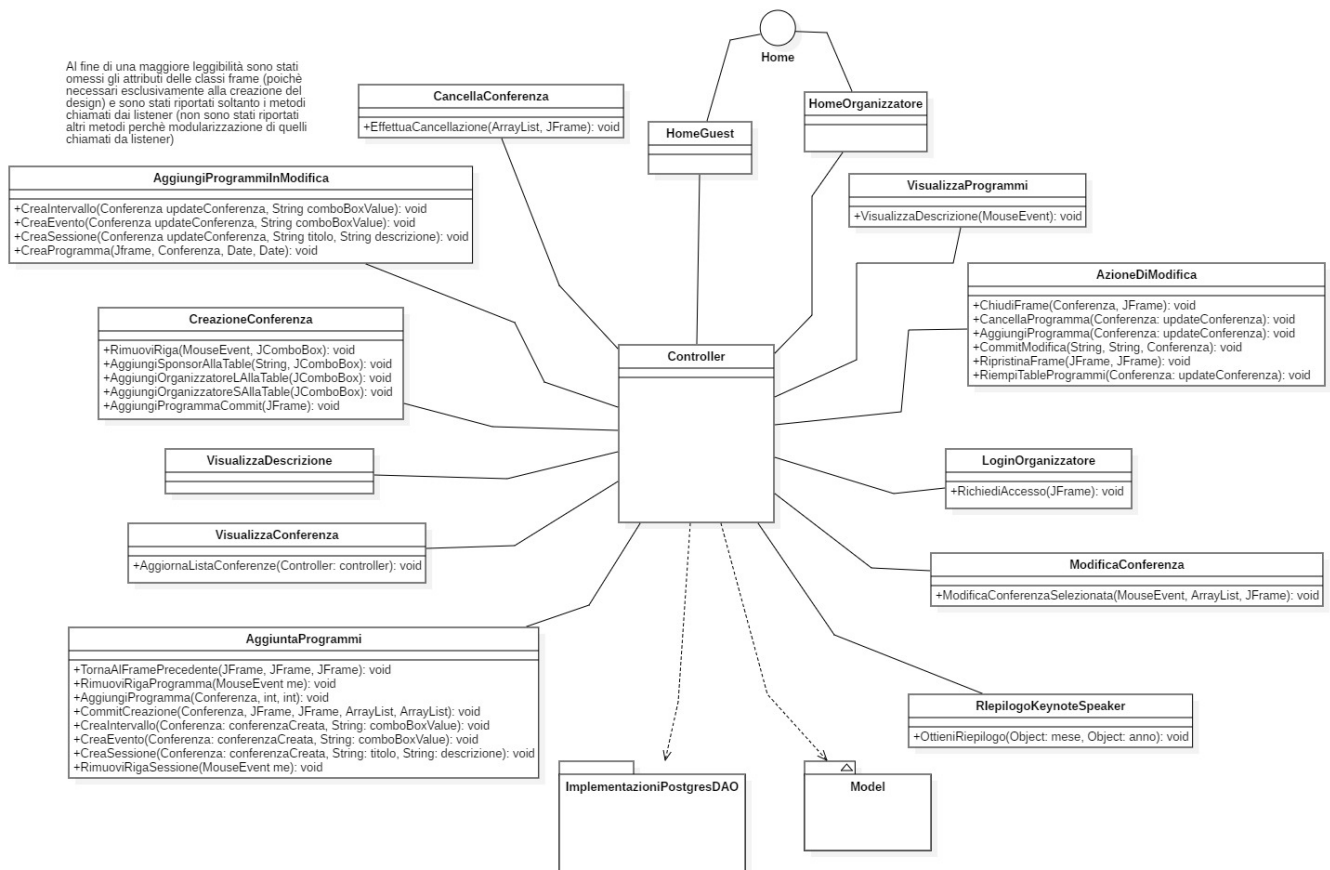 Home
Al fine di una maggiore leggibilità sono stati
omessi gli attributi delle classi frame (poichè
necessari esclusivamente alla creazione del
design) e sono stati riportati soltanto i metodi
chiamati dai listener (non sono stati riportati
altri metodi perchè modularizzazione di quelli
chiamati da listener)
CancellaConferenza
+EffettuaCancellazione(ArrayList, JFrame): void
HomeGuest
HomeOrganizzatore
AggiungiProgrammiInModifica
+CreaIntervallo(Conferenza updateConferenza, String comboBoxValue): void
+CreaEvento(Conferenza updateConferenza, String comboBoxValue): void
+CreaSessione(Conferenza updateConferenza, String titolo, String descrizione): void
+CreaProgramma(Jframe, Conferenza, Date, Date): void
VisualizzaProgrammi
+VisualizzaDescrizione(MouseEvent): void
AzioneDiModifica
+ChiudiFrame(Conferenza, JFrame): void
+CancellaProgramma(Conferenza: updateConferenza): void
+AggiungiProgramma(Conferenza: updateConferenza): void
+CommitModifica(String, String, Conferenza): void
+RipristinaFrame(JFrame, JFrame): void
+RiempiTableProgrammi(Conferenza: updateConferenza): void
CreazioneConferenza
+RimuoviRiga(MouseEvent, JComboBox): void
+AggiungiSponsorAllaTable(String, JComboBox): void
+AggiungiOrganizzatoreLAllaTable(JComboBox): void
+AggiungiOrganizzatoreSAllaTable(JComboBox): void
+AggiungiProgrammaCommit(JFrame): void
Controller
VisualizzaDescrizione
LoginOrganizzatore
+RichiediAccesso(JFrame): void
VisualizzaConferenza
+AggiornaListaConferenze(Controller: controller): void
ModificaConferenza
+ModificaConferenzaSelezionata(MouseEvent, ArrayList, JFrame): void
AggiuntaProgrammi
+TornaAlFramePrecedente(JFrame, JFrame, JFrame): void
+RimuoviRigaProgramma(MouseEvent me): void
+AggiungiProgramma(Conferenza, int, int): void
+CommitCreazione(Conferenza, JFrame, JFrame, ArrayList, ArrayList): void
+CreaIntervallo(Conferenza: conferenzaCreata, String: comboBoxValue): void
+CreaEvento(Conferenza: conferenzaCreata, String: comboBoxValue): void
+CreaSessione(Conferenza: conferenzaCreata, String: titolo, String: descrizione): void
+RimuoviRigaSessione(MouseEvent me): void
RIepilogoKeynoteSpeaker
+OttieniRiepilogo(Object: mese, Object: anno): void
ImplementazioniPostgresDAO
Model